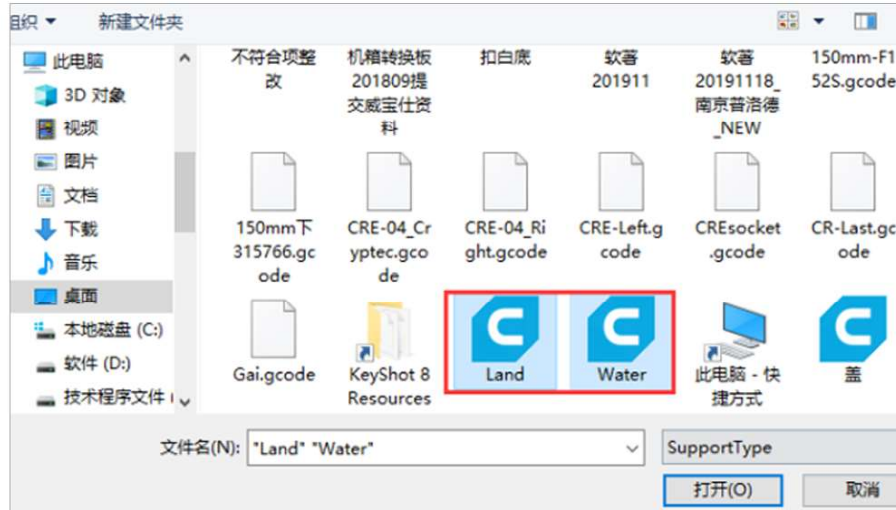 组织 新建文件夹
此电脑
3D 对象
视频
图片
文档
下载
音乐
桌面
本地磁盘 (C:)
软件 (D:)
技术程序文件 (
不符合项整
改
机箱转换板
201809提
交威宝仕资
料
扣白底
软著
201911
软著
20191118_
南京普洛德
_NEW
150mm-F1
52S.gcode
150mm下
315766.gc
ode
CRE-04_Cr
yptec.gco
de
CRE-04_Ri
ght.gcode
CRE-Left.g
code
CREsocket
.gcode
CR-Last.gc
ode
Gai.gcode
KeyShot 8
Resources
Land
Water
此电脑 - 快
捷方式
盖
文件名(N): "Land" "Water"
SupportType
打开(O) 取消